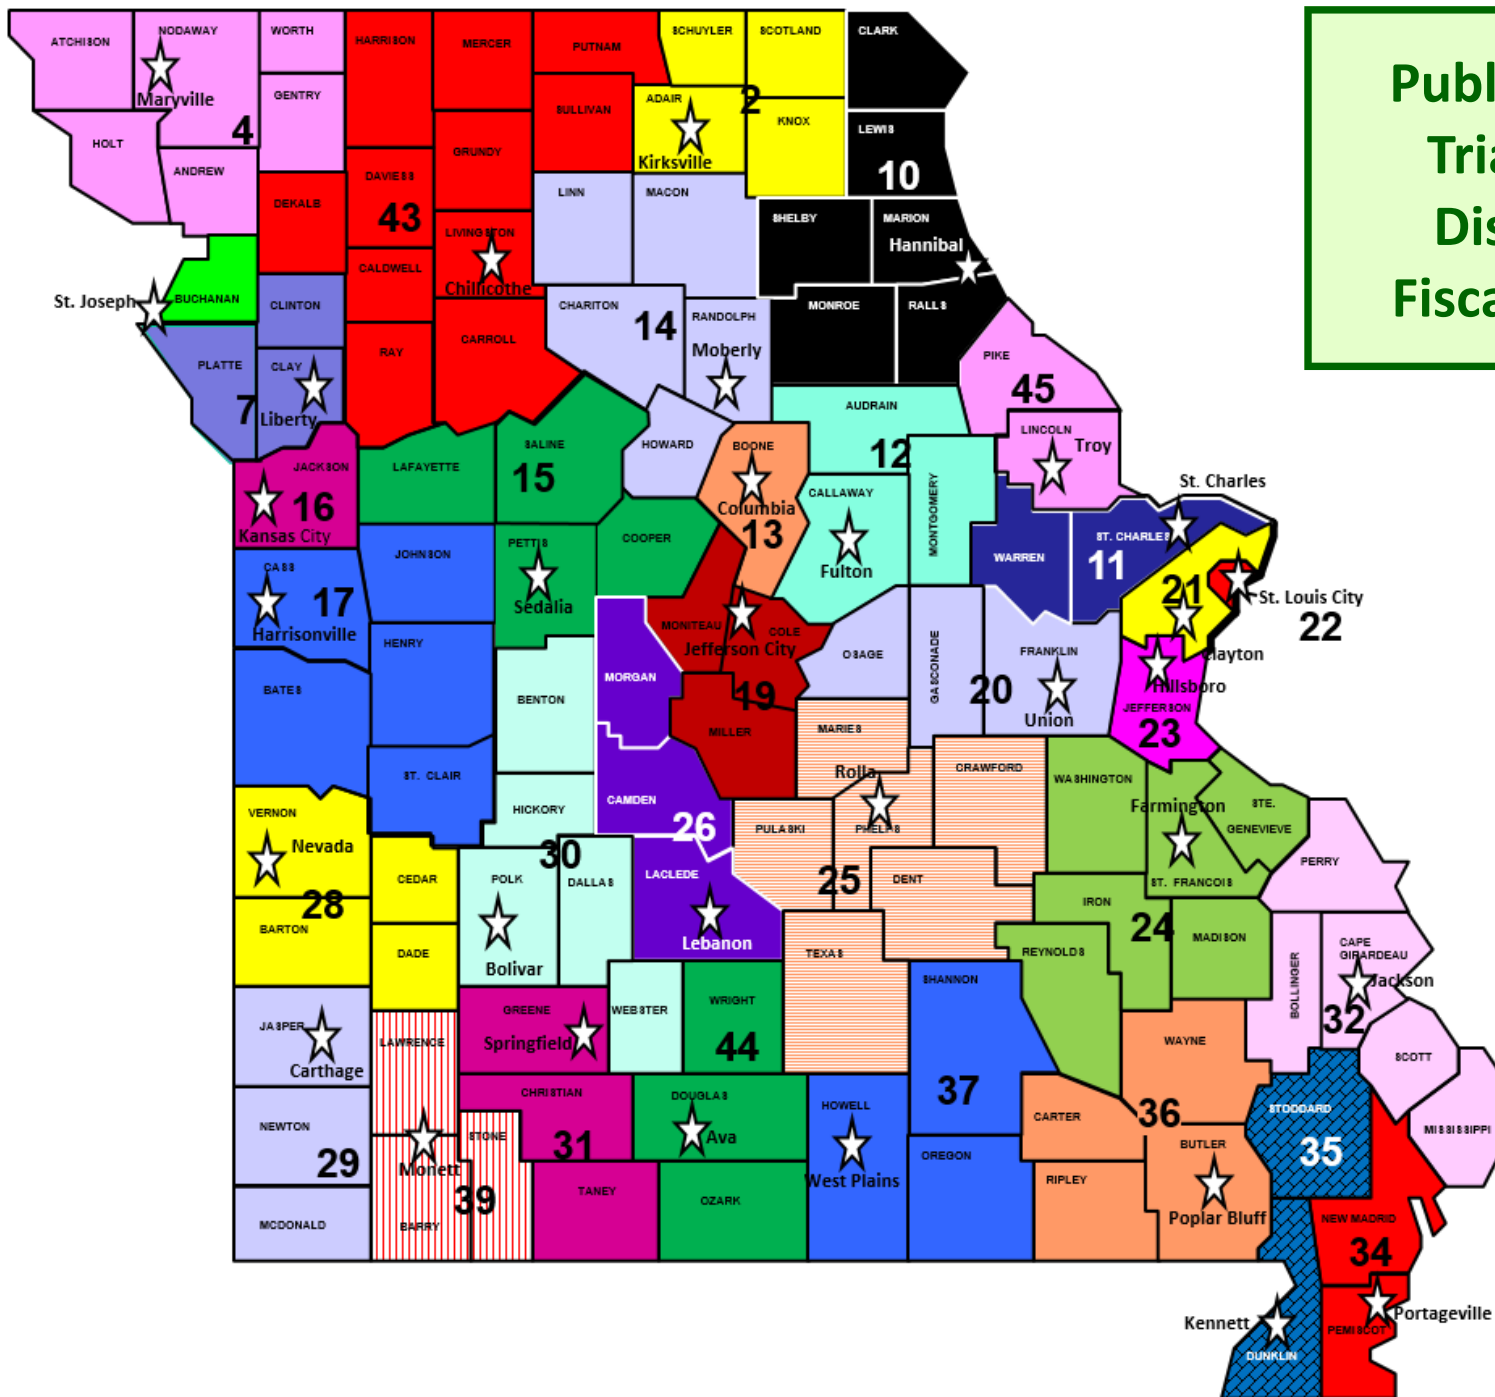 Publ
Tria
Dis
Fisca
ATCHISON
NODAWAY
WORTH
HARRISON
MERCER
PUTNAM
SCHUYLER
SCOTLAND
CLARK
Maryville
GENTRY
SULLIVAN
ADAIR
2
KNOX
LEWIS
HOLT
4
GRUNDY
Kirksville
10
ANDREW
DEKALB
DAVIESS
43
LINN
MACON
SHELBY
MARION
LIVINGSTON
Hannibal
CALDWELL
Chillicothe
St. Joseph
BUCHANAN
CLINTON
CHARITON
14
RANDOLPH
MONROE
RALLS
Moberly
PLATTE
CLAY
RAY
CARROLL
PIKE
45
7
Liberty
AUDRAIN
LINCOLN
Troy
JACKSON
LAFAYETTE
SALINE
HOWARD
BOONE
12
16
15
CALLAWAY
MONTGOMERY
St. Charles
Kansas City
Columbia
13
JOHNSON
PETTIS
COOPER
WARREN
ST. CHARLES
11
CASS
17
Sedalia
Fulton
21
St. Louis City
22
Harrisonville
HENRY
MONITEAU
COLE
Jefferson City
OSAGE
GASCONADE
FRANKLIN
Clayton
BATES
BENTON
MORGAN
19
20
Union
Hillsboro
JEFFERSON
23
MILLER
MARIES
ST. CLAIR
Rolla
CRAWFORD
WASHINGTON
VERNON
HICKORY
CAMDEN
26
PULASKI
PHELPS
Farmington
STE.
GENEVIEVE
Nevada
30
CEDAR
POLK
DALLAS
LACLEDE
25
DENT
ST. FRANCOIS
PERRY
28
BARTON
IRON
24
MADISON
Lebanon
DADE
Bolivar
TEXAS
REYNOLDS
BOLLINGER
CAPE
GIRARDEAU
Jackson
SHANNON
JASPER
GREENE
WEBSTER
WRIGHT
32
LAWRENCE
Springfield
44
WAYNE
SCOTT
Carthage
CHRISTIAN
DOUGLAS
HOWELL
37
CARTER
36
STODDARD
NEWTON
STONE
Ava
BUTLER
35
MISSISSIPPI
29
Monett
31
West Plains
OREGON
RIPLEY
39
TANEY
OZARK
Poplar Bluff
MCDONALD
BARRY
NEW MADRID
34
Kennett
Portageville
PEMISCOT
DUNKLIN